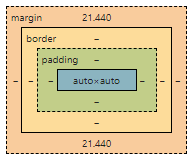 margin 21.440
border –
padding –
– – – auto×auto – – –
–
–
21.440